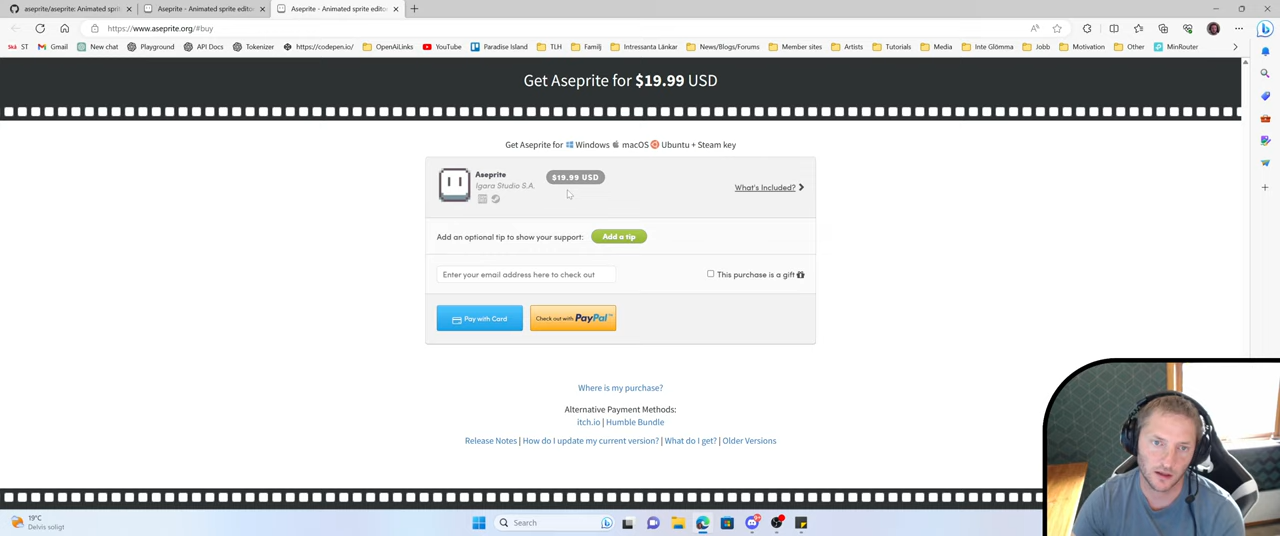 aseprite/aseprite: Animated sprit
Aseprite - Animated sprite editor
Aseprite - Animated sprite editor
https://www.aseprite.org/#buy
ST
Gmail
New chat
Playground
API Docs
Tokenizer
https://codepen.io/
OpenAiLinks
YouTube
Paradise Island
TLH
Familj
Intressanta Länkar
News/Blogs/Forums
Member sites
Artists
Tutorials
Media
Inte Glömma
Jobb
Motivation
Other
MinRouter
Get Aseprite for $19.99 USD
Get Aseprite for Windows macOS Ubuntu + Steam key
Aseprite
Igara Studio S.A.
$19.99 USD
What's Included?
Add an optional tip to show your support:
Add a tip
Enter your email address here to check out
This purchase is a gift
Pay with Card
Check out with PayPal
Where is my purchase?
Alternative Payment Methods:
itch.io | Humble Bundle
Release Notes | How do I update my current version? | What do I get? | Older Versions
19°C
Delvis soligt
Search